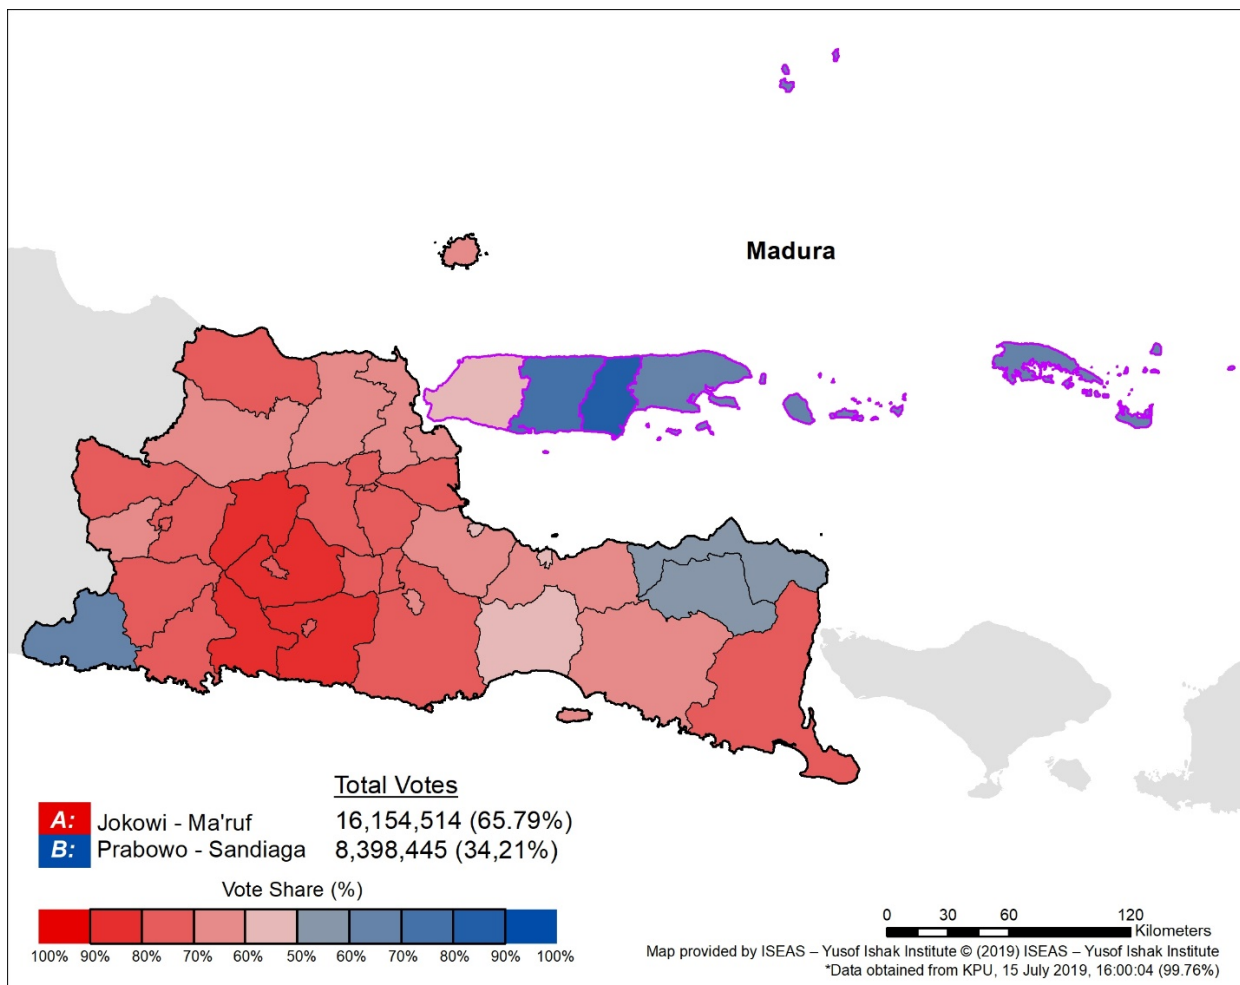 Madura
Total Votes
A: Jokowi - Ma'ruf 16,154,514 (65.79%)
B: Prabowo - Sandiaga 8,398,445 (34,21%)
Vote Share (%)
100% 90% 80% 70% 60% 50% 60% 70% 80% 90% 100%
0 30 60 120
Kilometers
Map provided by ISEAS – Yusof Ishak Institute © (2019) ISEAS – Yusof Ishak Institute
*Data obtained from KPU, 15 July 2019, 16:00:04 (99.76%)